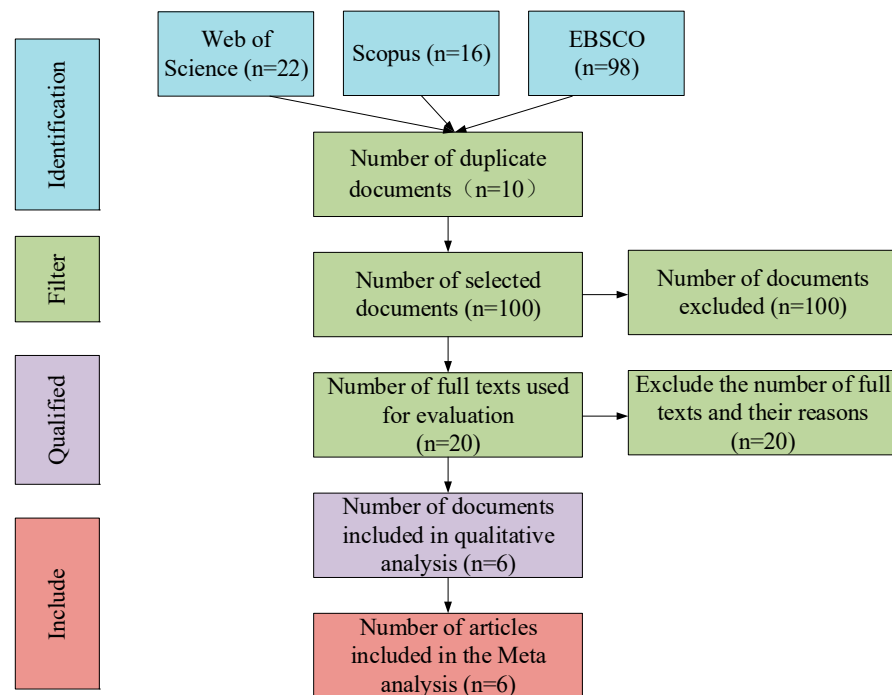 Identification
Web of
Science (n=22)
Scopus (n=16)
EBSCO
(n=98)
Number of duplicate
documents（n=10）
Filter
Number of selected
documents (n=100)
Number of documents
excluded (n=100)
Qualified
Number of full texts used
for evaluation
(n=20)
Exclude the number of full
texts and their reasons
(n=20)
Number of documents
included in qualitative
analysis (n=6)
Include
Number of articles
included in the Meta
analysis (n=6)